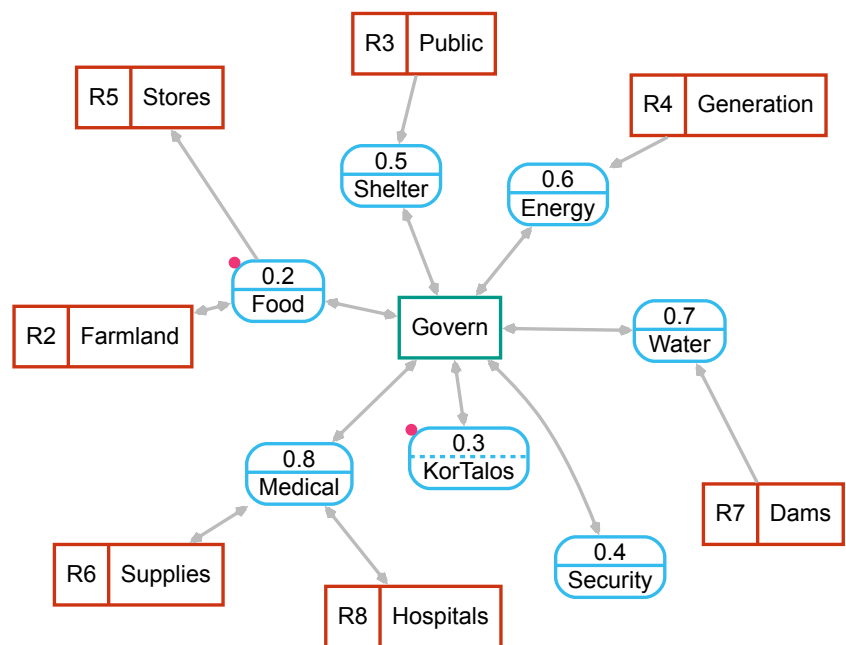 R3 Public
R5 Stores
R4 Generation
0.5
Shelter
0.6
Energy
0.2
Food
R2 Farmland
Govern
0.7
Water
0.3
KorTalos
0.8
Medical
R7 Dams
0.4
Security
R6 Supplies
R8 Hospitals